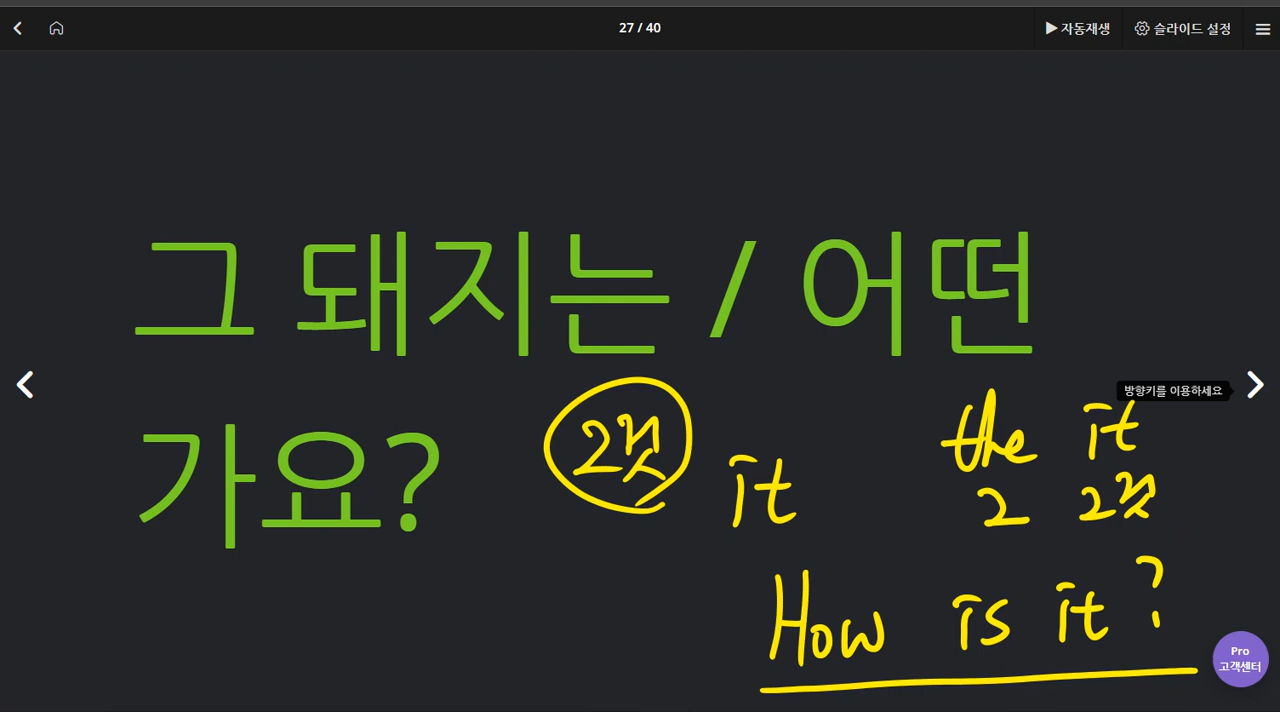 27 / 40
자동재생
슬라이드 설정
그 돼지는 / 어떤
가요?
방향키를 이용하세요
그것
it
the it
그 그것
How is it?
Pro
고객센터